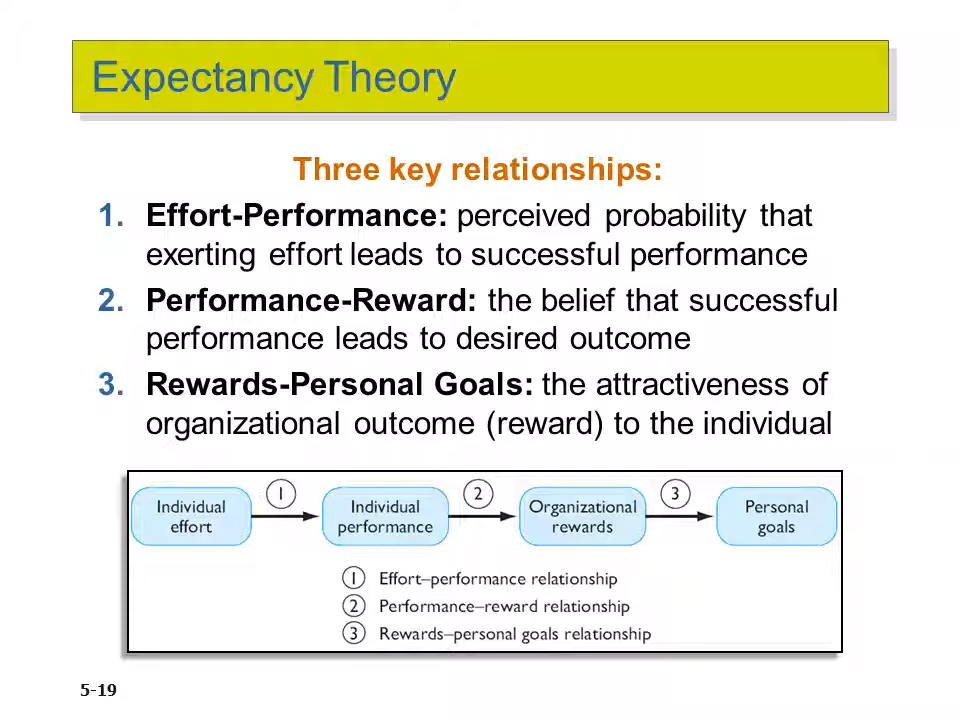 Expectancy Theory
Three key relationships:
1. Effort-Performance: perceived probability that
exerting effort leads to successful performance
2. Performance-Reward: the belief that successful
performance leads to desired outcome
3. Rewards-Personal Goals: the attractiveness of
organizational outcome (reward) to the individual
Individual effort
1
Individual performance
2
Organizational rewards
3
Personal goals
1 Effort–performance relationship
2 Performance–reward relationship
3 Rewards–personal goals relationship
5-19